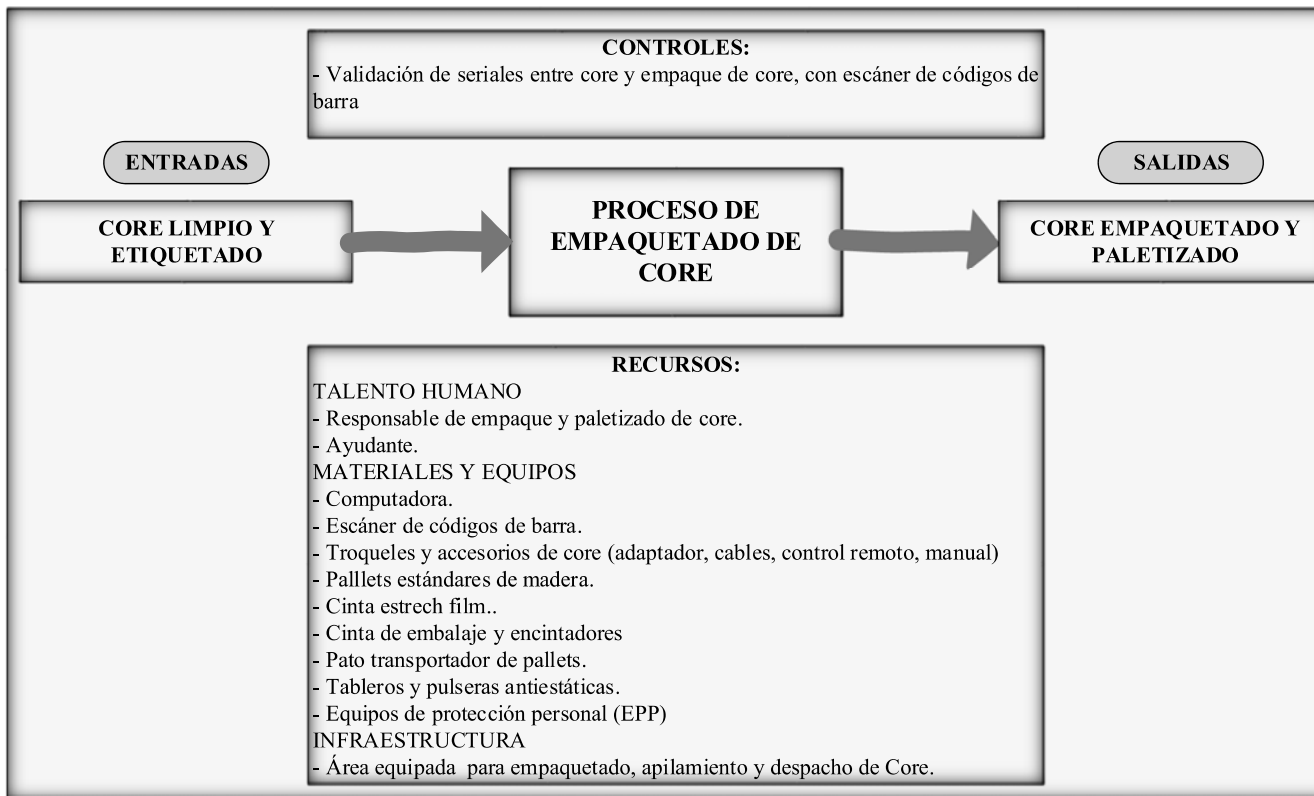 CONTROLES:
- Validación de seriales entre core y empaque de core, con escáner de códigos de
barra
ENTRADAS
SALIDAS
CORE LIMPIO Y
ETIQUETADO
PROCESO DE
EMPAQUETADO DE
CORE
CORE EMPAQUETADO Y
PALETIZADO
RECURSOS:
TALENTO HUMANO
- Responsable de empaque y paletizado de core.
- Ayudante.
MATERIALES Y EQUIPOS
- Computadora.
- Escáner de códigos de barra.
- Troqueles y accesorios de core (adaptador, cables, control remoto, manual)
- Palllets estándares de madera.
- Cinta estrech film..
- Cinta de embalaje y encintadores
- Pato transportador de pallets.
- Tableros y pulseras antiestáticas.
- Equipos de protección personal (EPP)
INFRAESTRUCTURA
- Área equipada  para empaquetado, apilamiento y despacho de Core.